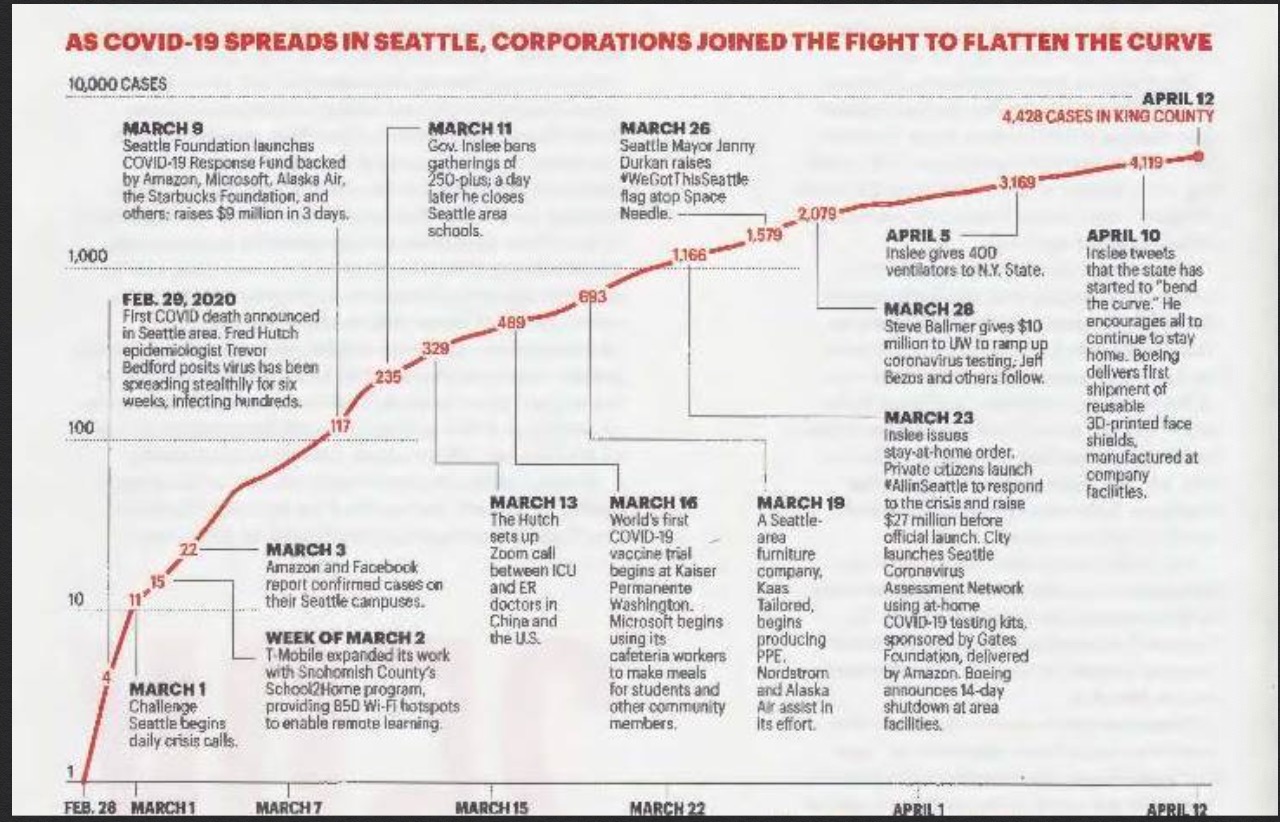 AS COVID-19 SPREADS IN SEATTLE, CORPORATIONS JOINED THE FIGHT TO FLATTEN THE CURVE
10,000 CASES
APRIL 12
4,428 CASES IN KING COUNTY
MARCH 9
Seattle Foundation launches
COVID-19 Response Fund backed
by Amazon, Microsoft, Alaska Air,
the Starbucks Foundation, and
others; raises $9 million in 3 days.
MARCH 11
Gov. Inslee bans
gatherings of
250-plus; a day
later he closes
Seattle area
schools.
MARCH 26
Seattle Mayor Jenny
Durkan raises
#WeGotThisSeattle
flag atop Space
Needle.
4,119
3,169
2,079
1,579
1,166
693
489
329
235
117
22
15
11
4
1,000
FEB. 29, 2020
First COVID death announced
in Seattle area. Fred Hutch
epidemiologist Trevor
Bedford posits virus has been
spreading stealthily for six
weeks, infecting hundreds.
APRIL 5
Inslee gives 400
ventilators to N.Y. State.
APRIL 10
Inslee tweets
that the state has
started to "bend
the curve." He
encourages all to
continue to stay
home. Boeing
delivers first
shipment of
reusable
3D-printed face
shields,
manufactured at
company
facilities.
MARCH 28
Steve Ballmer gives $10
million to UW to ramp up
coronavirus testing; Jeff
Bezos and others follow.
100
MARCH 23
Inslee issues
stay-at-home order.
Private citizens launch
#AllinSeattle to respond
to the crisis and raise
$27 million before
official launch. City
launches Seattle
Coronavirus
Assessment Network
using at-home
COVID-19 testing kits,
sponsored by Gates
Foundation, delivered
by Amazon. Boeing
announces 14-day
shutdown at area
facilities.
MARCH 13
The Hutch
sets up
Zoom call
between ICU
and ER
doctors in
China and
the U.S.
MARCH 16
World's first
COVID-19
vaccine trial
begins at Kaiser
Permanente
Washington.
Microsoft begins
using its
cafeteria workers
to make meals
for students and
other community
members.
MARCH 19
A Seattle-
area
furniture
company,
Kaas
Tailored,
begins
producing
PPE.
Nordstrom
and Alaska
Air assist in
its effort.
MARCH 3
Amazon and Facebook
report confirmed cases on
their Seattle campuses.
10
WEEK OF MARCH 2
T-Mobile expanded its work
with Snohomish County's
School2Home program,
providing 850 Wi-Fi hotspots
to enable remote learning.
MARCH 1
Challenge
Seattle begins
daily crisis calls.
1
FEB. 28
MARCH 1
MARCH 7
MARCH 15
MARCH 22
APRIL 1
APRIL 12